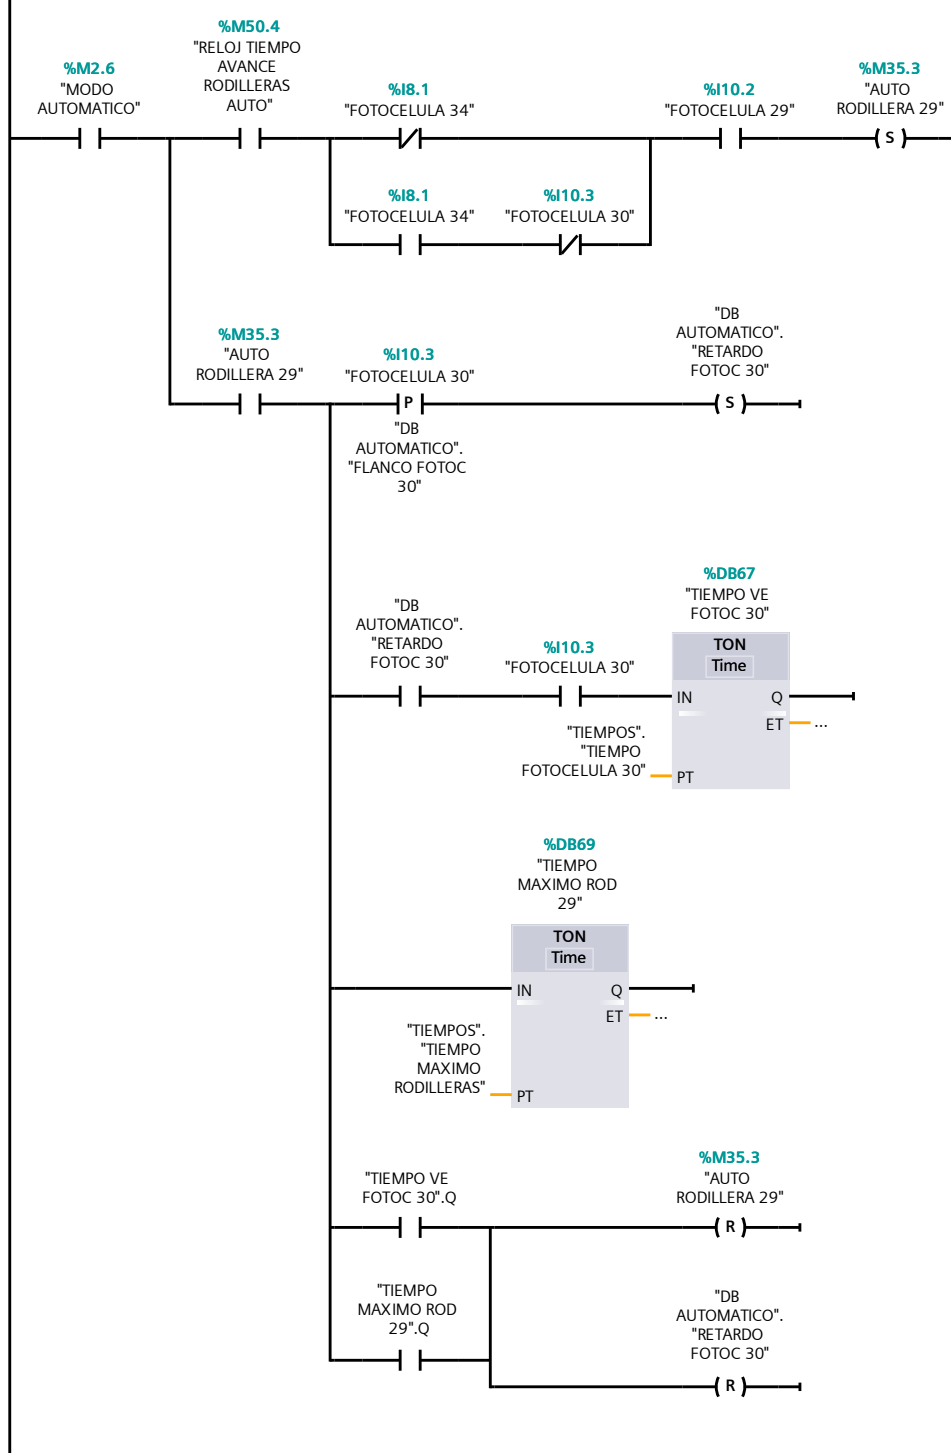 %M50.4
"RELOJ TIEMPO
AVANCE
RODILLERAS
AUTO"
%M2.6
"MODO
AUTOMATICO"
%I8.1
"FOTOCELULA 34"
%I10.2
"FOTOCELULA 29"
%M35.3
"AUTO
RODILLERA 29"
S
%I8.1
"FOTOCELULA 34"
%I10.3
"FOTOCELULA 30"
%M35.3
"AUTO
RODILLERA 29"
%I10.3
"FOTOCELULA 30"
P
"DB
AUTOMATICO".
"FLANCO FOTOC
30"
"DB
AUTOMATICO".
"RETARDO
FOTOC 30"
S
"DB
AUTOMATICO".
"RETARDO
FOTOC 30"
%I10.3
"FOTOCELULA 30"
%DB67
"TIEMPO VE
FOTOC 30"
TON
Time
IN
Q
ET
...
"TIEMPOS".
"TIEMPO
FOTOCELULA 30"
PT
%DB69
"TIEMPO
MAXIMO ROD
29"
TON
Time
IN
Q
ET
...
"TIEMPOS".
"TIEMPO
MAXIMO
RODILLERAS"
PT
"TIEMPO VE
FOTOC 30".Q
%M35.3
"AUTO
RODILLERA 29"
R
"TIEMPO
MAXIMO ROD
29".Q
"DB
AUTOMATICO".
"RETARDO
FOTOC 30"
R